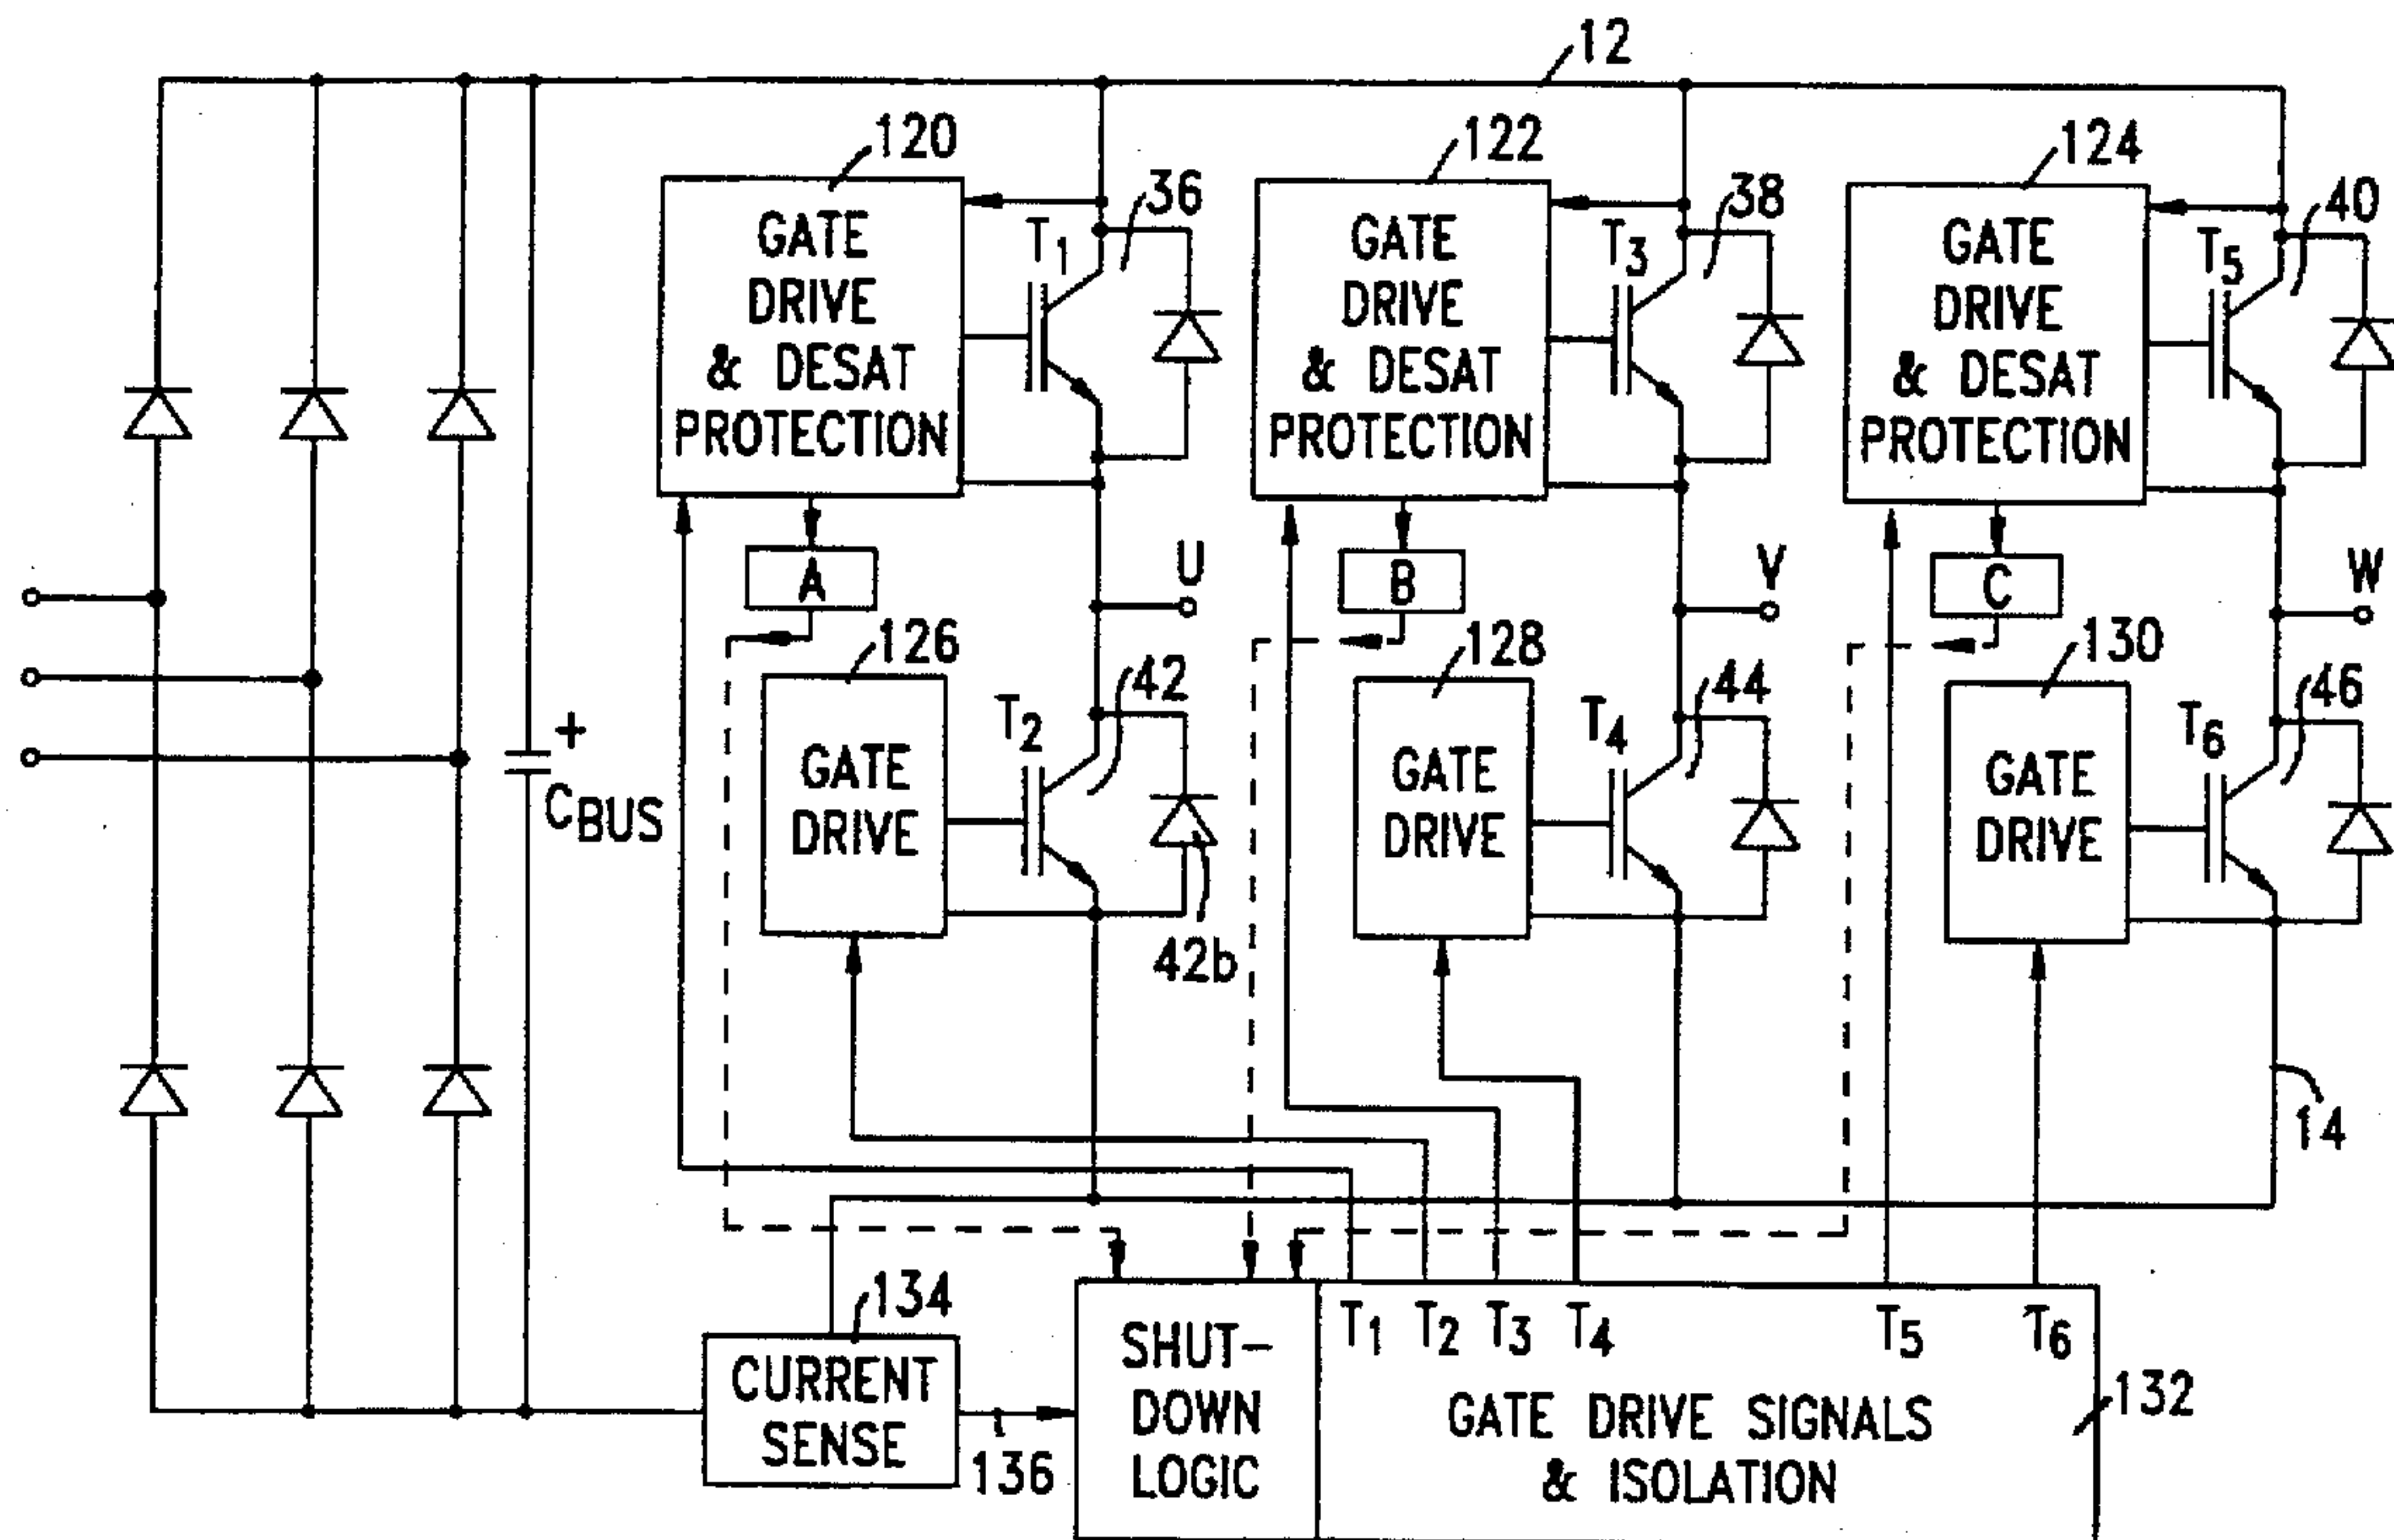 12
120
122
124
36
38
40
T1
T3
T5
GATE
DRIVE
& DESAT
PROTECTION
GATE
DRIVE
& DESAT
PROTECTION
GATE
DRIVE
& DESAT
PROTECTION
A
B
C
U
V
W
126
128
130
42
44
46
T2
T4
T6
+
CBUS
GATE
DRIVE
GATE
DRIVE
GATE
DRIVE
42b
14
134
CURRENT
SENSE
136
SHUT-
DOWN
LOGIC
T1 T2 T3 T4 T5 T6
GATE DRIVE SIGNALS
& ISOLATION
132